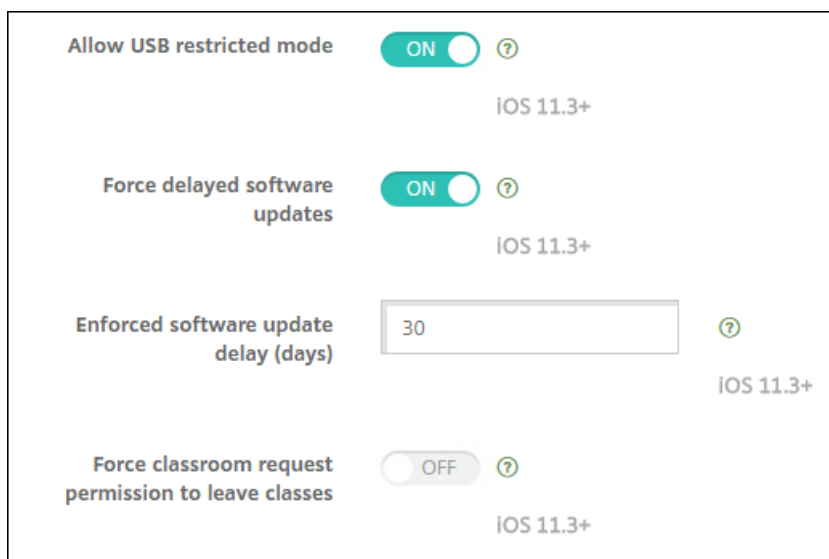 Allow USB restricted mode ON ?
iOS 11.3+
Force delayed software
updates ON ?
iOS 11.3+
Enforced software update
delay (days) 30 ?
iOS 11.3+
Force classroom request
permission to leave classes OFF ?
iOS 11.3+